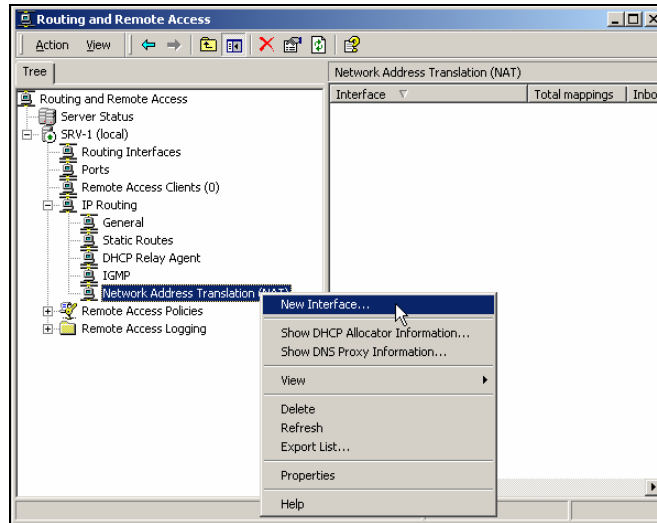 Routing and Remote Access
Action View
Tree
Network Address Translation (NAT)
Interface Total mappings Inbo
Routing and Remote Access
Server Status
SRV-1 (local)
Routing Interfaces
Ports
Remote Access Clients (0)
IP Routing
General
Static Routes
DHCP Relay Agent
IGMP
Network Address Translation (NAT)
Remote Access Policies
Remote Access Logging
New Interface...
Show DHCP Allocator Information...
Show DNS Proxy Information...
View
Delete
Refresh
Export List...
Properties
Help